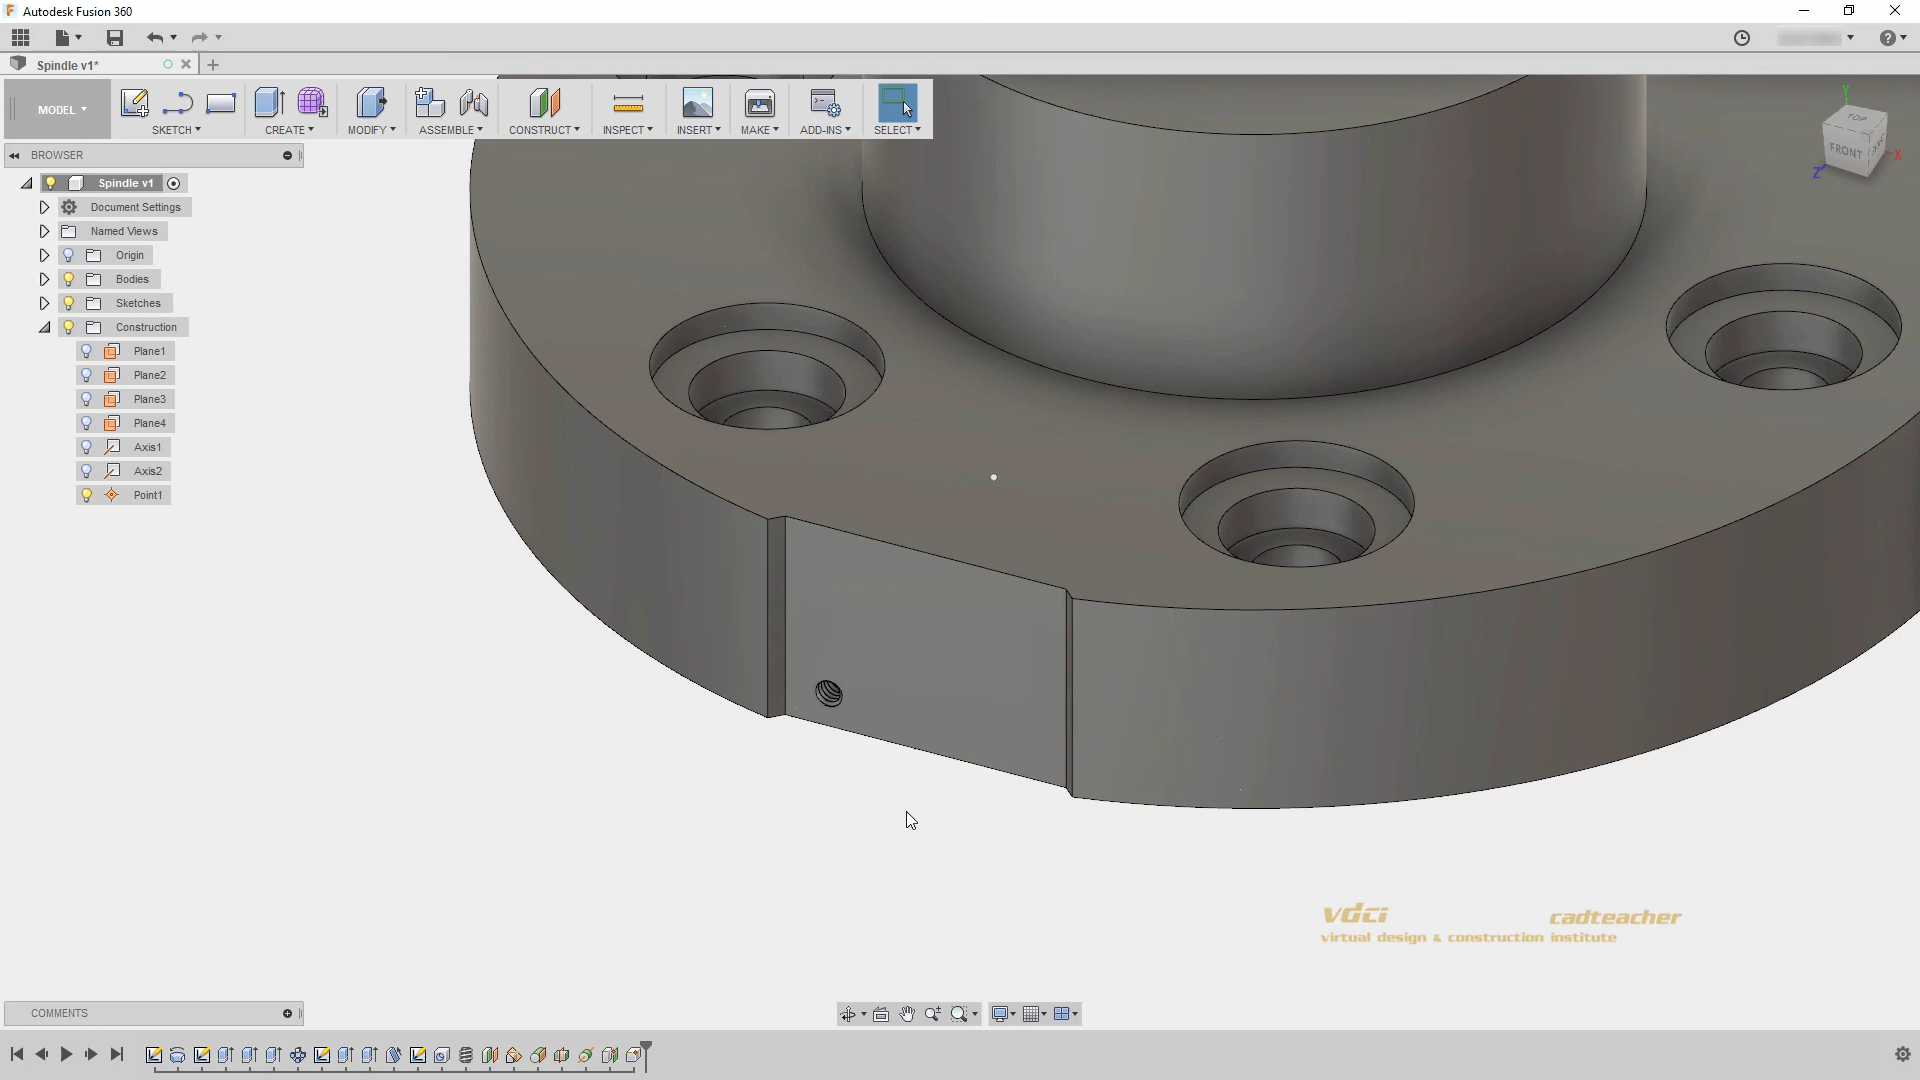 Autodesk Fusion 360
Spindle v1*
MODEL
SKETCH
CREATE
MODIFY
ASSEMBLE
CONSTRUCT
INSPECT
INSERT
MAKE
ADD-INS
SELECT
TOP
FRONT
Y
X
Z
BROWSER
Spindle v1
Document Settings
Named Views
Origin
Bodies
Sketches
Construction
Plane1
Plane2
Plane3
Plane4
Axis1
Axis2
Point1
vdci cadteacher
virtual design & construction institute
COMMENTS